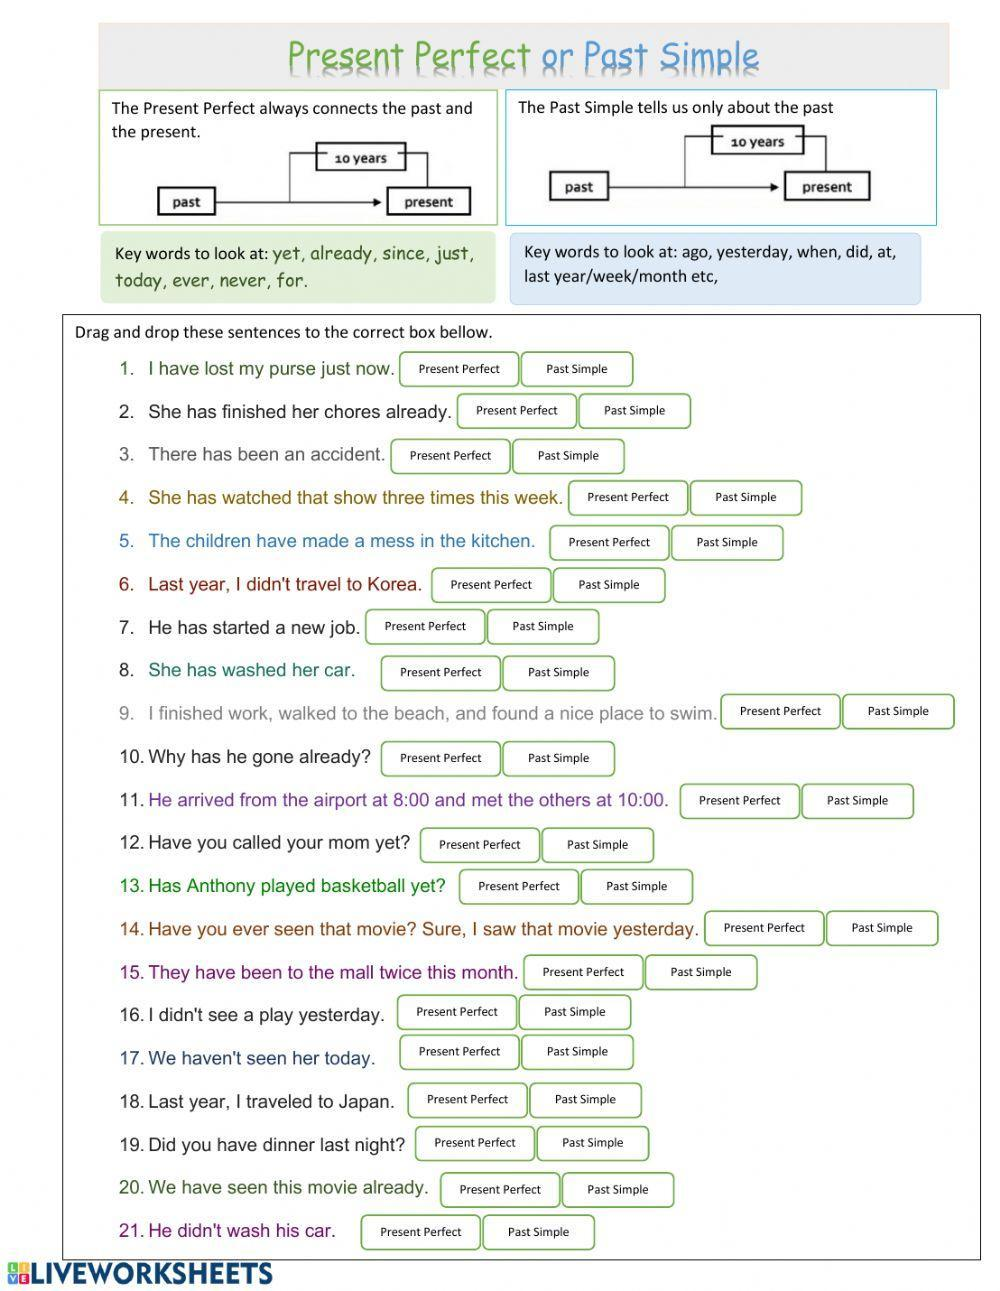 Present Perfect or Past Simple
The Present Perfect always connects the past and
the present.
10 years
past
present
The Past Simple tells us only about the past
10 years
past
present
Key words to look at: yet, already, since, just,
today, ever, never, for.
Key words to look at: ago, yesterday, when, did, at,
last year/week/month etc,
Drag and drop these sentences to the correct box bellow.
1. I have lost my purse just now. Present Perfect Past Simple
2. She has finished her chores already. Present Perfect Past Simple
3. There has been an accident. Present Perfect Past Simple
4. She has watched that show three times this week. Present Perfect Past Simple
5. The children have made a mess in the kitchen. Present Perfect Past Simple
6. Last year, I didn't travel to Korea. Present Perfect Past Simple
7. He has started a new job. Present Perfect Past Simple
8. She has washed her car. Present Perfect Past Simple
9. I finished work, walked to the beach, and found a nice place to swim. Present Perfect Past Simple
10. Why has he gone already? Present Perfect Past Simple
11. He arrived from the airport at 8:00 and met the others at 10:00. Present Perfect Past Simple
12. Have you called your mom yet? Present Perfect Past Simple
13. Has Anthony played basketball yet? Present Perfect Past Simple
14. Have you ever seen that movie? Sure, I saw that movie yesterday. Present Perfect Past Simple
15. They have been to the mall twice this month. Present Perfect Past Simple
16. I didn't see a play yesterday. Present Perfect Past Simple
17. We haven't seen her today. Present Perfect Past Simple
18. Last year, I traveled to Japan. Present Perfect Past Simple
19. Did you have dinner last night? Present Perfect Past Simple
20. We have seen this movie already. Present Perfect Past Simple
21. He didn't wash his car. Present Perfect Past Simple
LIVE LIVEWORKSHEETS